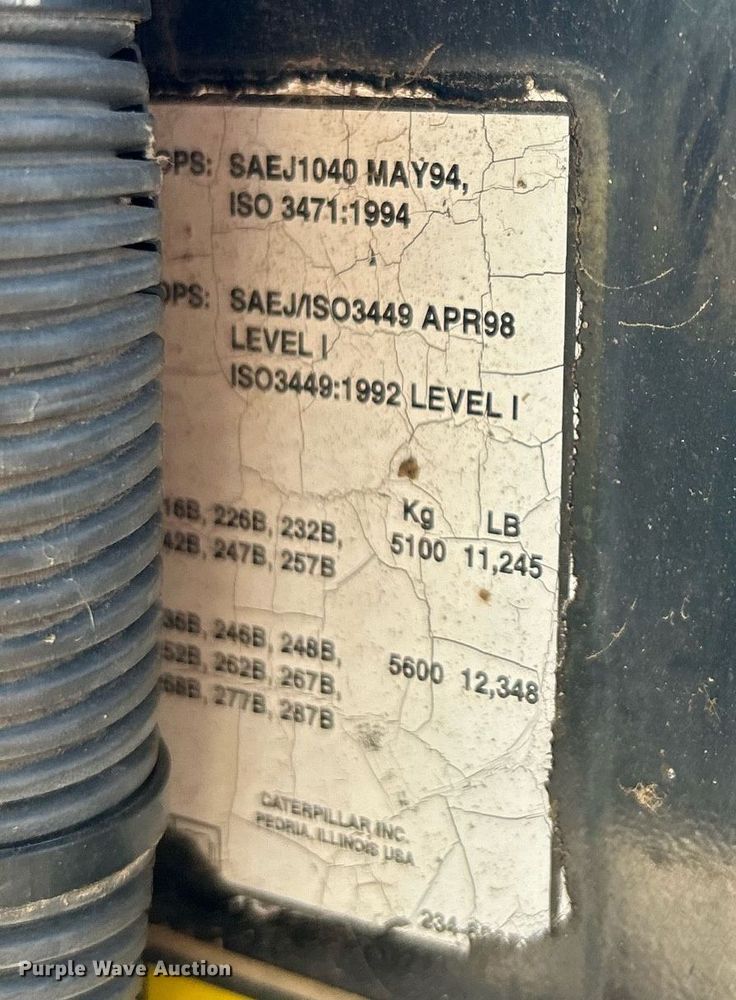 OPS: SAEJ1040 MAY94,
ISO 3471:1994
OPS: SAEJ/ISO3449 APR98
LEVEL I
ISO3449:1992 LEVEL I
Kg LB
16B, 226B, 232B,
42B, 247B, 257B 5100 11,245
36B, 246B, 248B,
52B, 262B, 267B, 5600 12,348
68B, 277B, 287B
CATERPILLAR INC.
PEORIA, ILLINOIS USA
234-
Purple Wave Auction